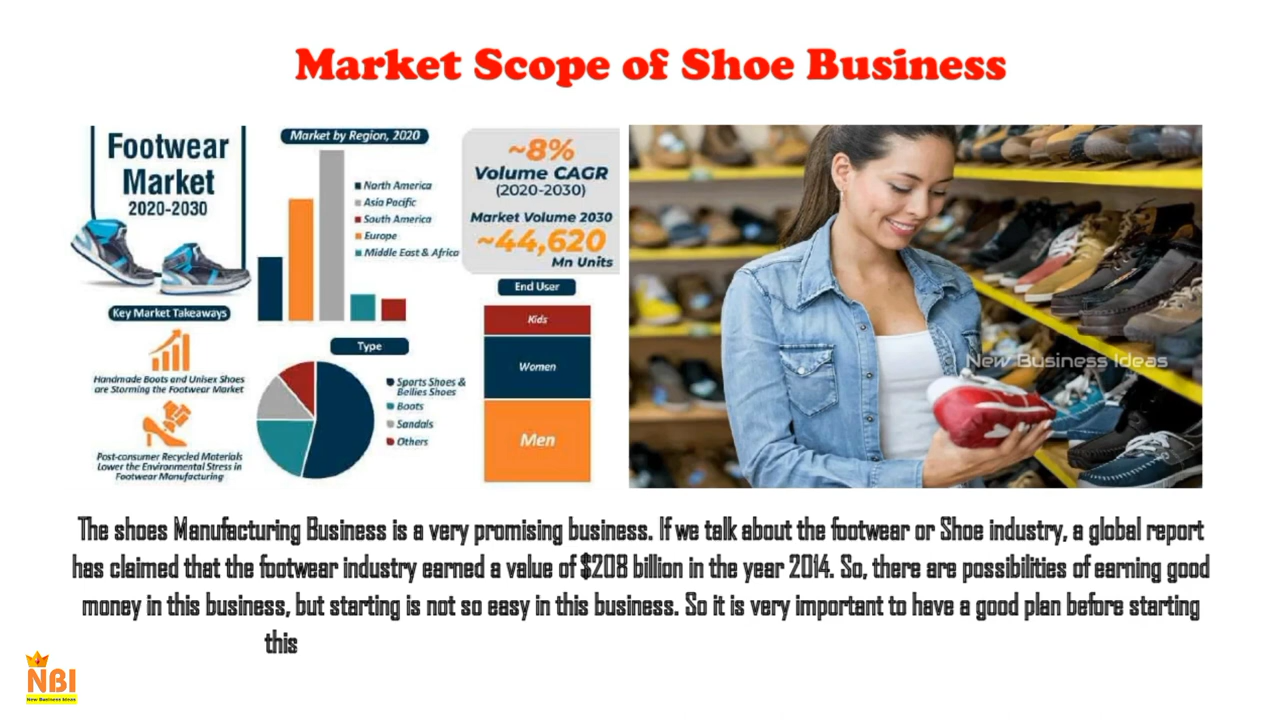 Market Scope of Shoe Business
Footwear
Market
2020-2030
Market by Region, 2020
North America
Asia Pacific
South America
Europe
Middle East & Africa
~8%
Volume CAGR
(2020-2030)
Market Volume 2030
~44,620
Mn Units
Key Market Takeaways
Handmade Boots and Unisex Shoes
are Storming the Footwear Market
Post-consumer Recycled Materials
Lower the Environmental Stress in
Footwear Manufacturing
Type
Sports Shoes &
Bellies Shoes
Boots
Sandals
Others
End User
Kids
Women
Men
New Business Ideas
The shoes Manufacturing Business is a very promising business. If we talk about the footwear or Shoe industry, a global report
has claimed that the footwear industry earned a value of $208 billion in the year 2014. So, there are possibilities of earning good
money in this business, but starting is not so easy in this business. So it is very important to have a good plan before starting
this
NBI
New Business Ideas